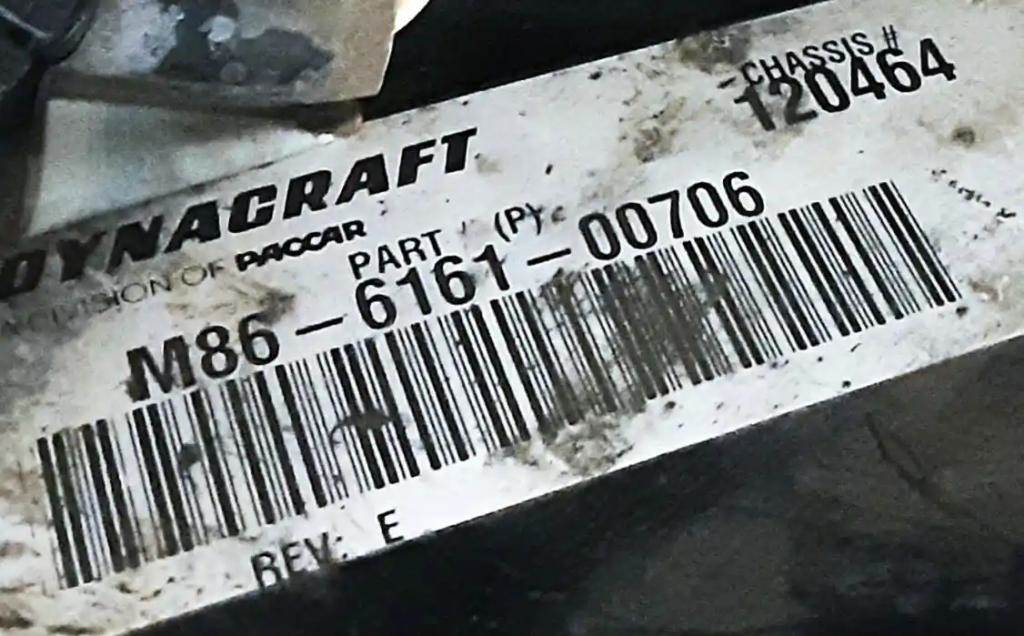 CHASSIS #
120464
DYNACRAFT
A DIVISION OF PACCAR
PART (P)
M86-6161-00706
REV: E